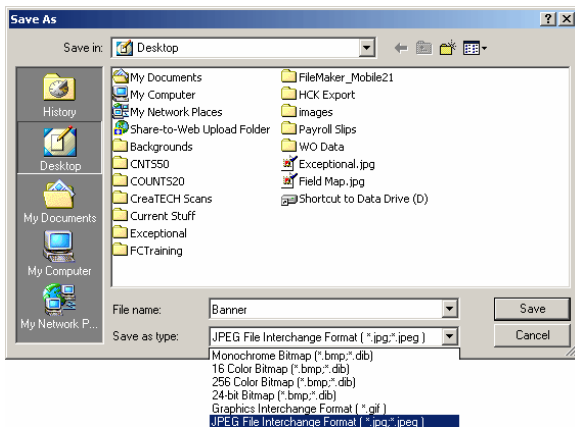 Save As
Save in: Desktop
History
Desktop
My Documents
My Computer
My Network P...
My Documents
My Computer
My Network Places
Share-to-Web Upload Folder
Backgrounds
CNTS50
COUNTS20
CreaTECH Scans
Current Stuff
Exceptional
FCTraining
FileMaker_Mobile21
HCK Export
images
Payroll Slips
WO Data
Exceptional.jpg
Field Map.jpg
Shortcut to Data Drive (D)
File name: Banner Save
Save as type: JPEG File Interchange Format ( *.jpg;*.jpeg ) Cancel
Monochrome Bitmap (*.bmp;*.dib)
16 Color Bitmap (*.bmp;*.dib)
256 Color Bitmap (*.bmp;*.dib)
24-bit Bitmap (*.bmp;*.dib)
Graphics Interchange Format ( *.gif )
JPEG File Interchange Format ( *.jpg;*.jpeg )